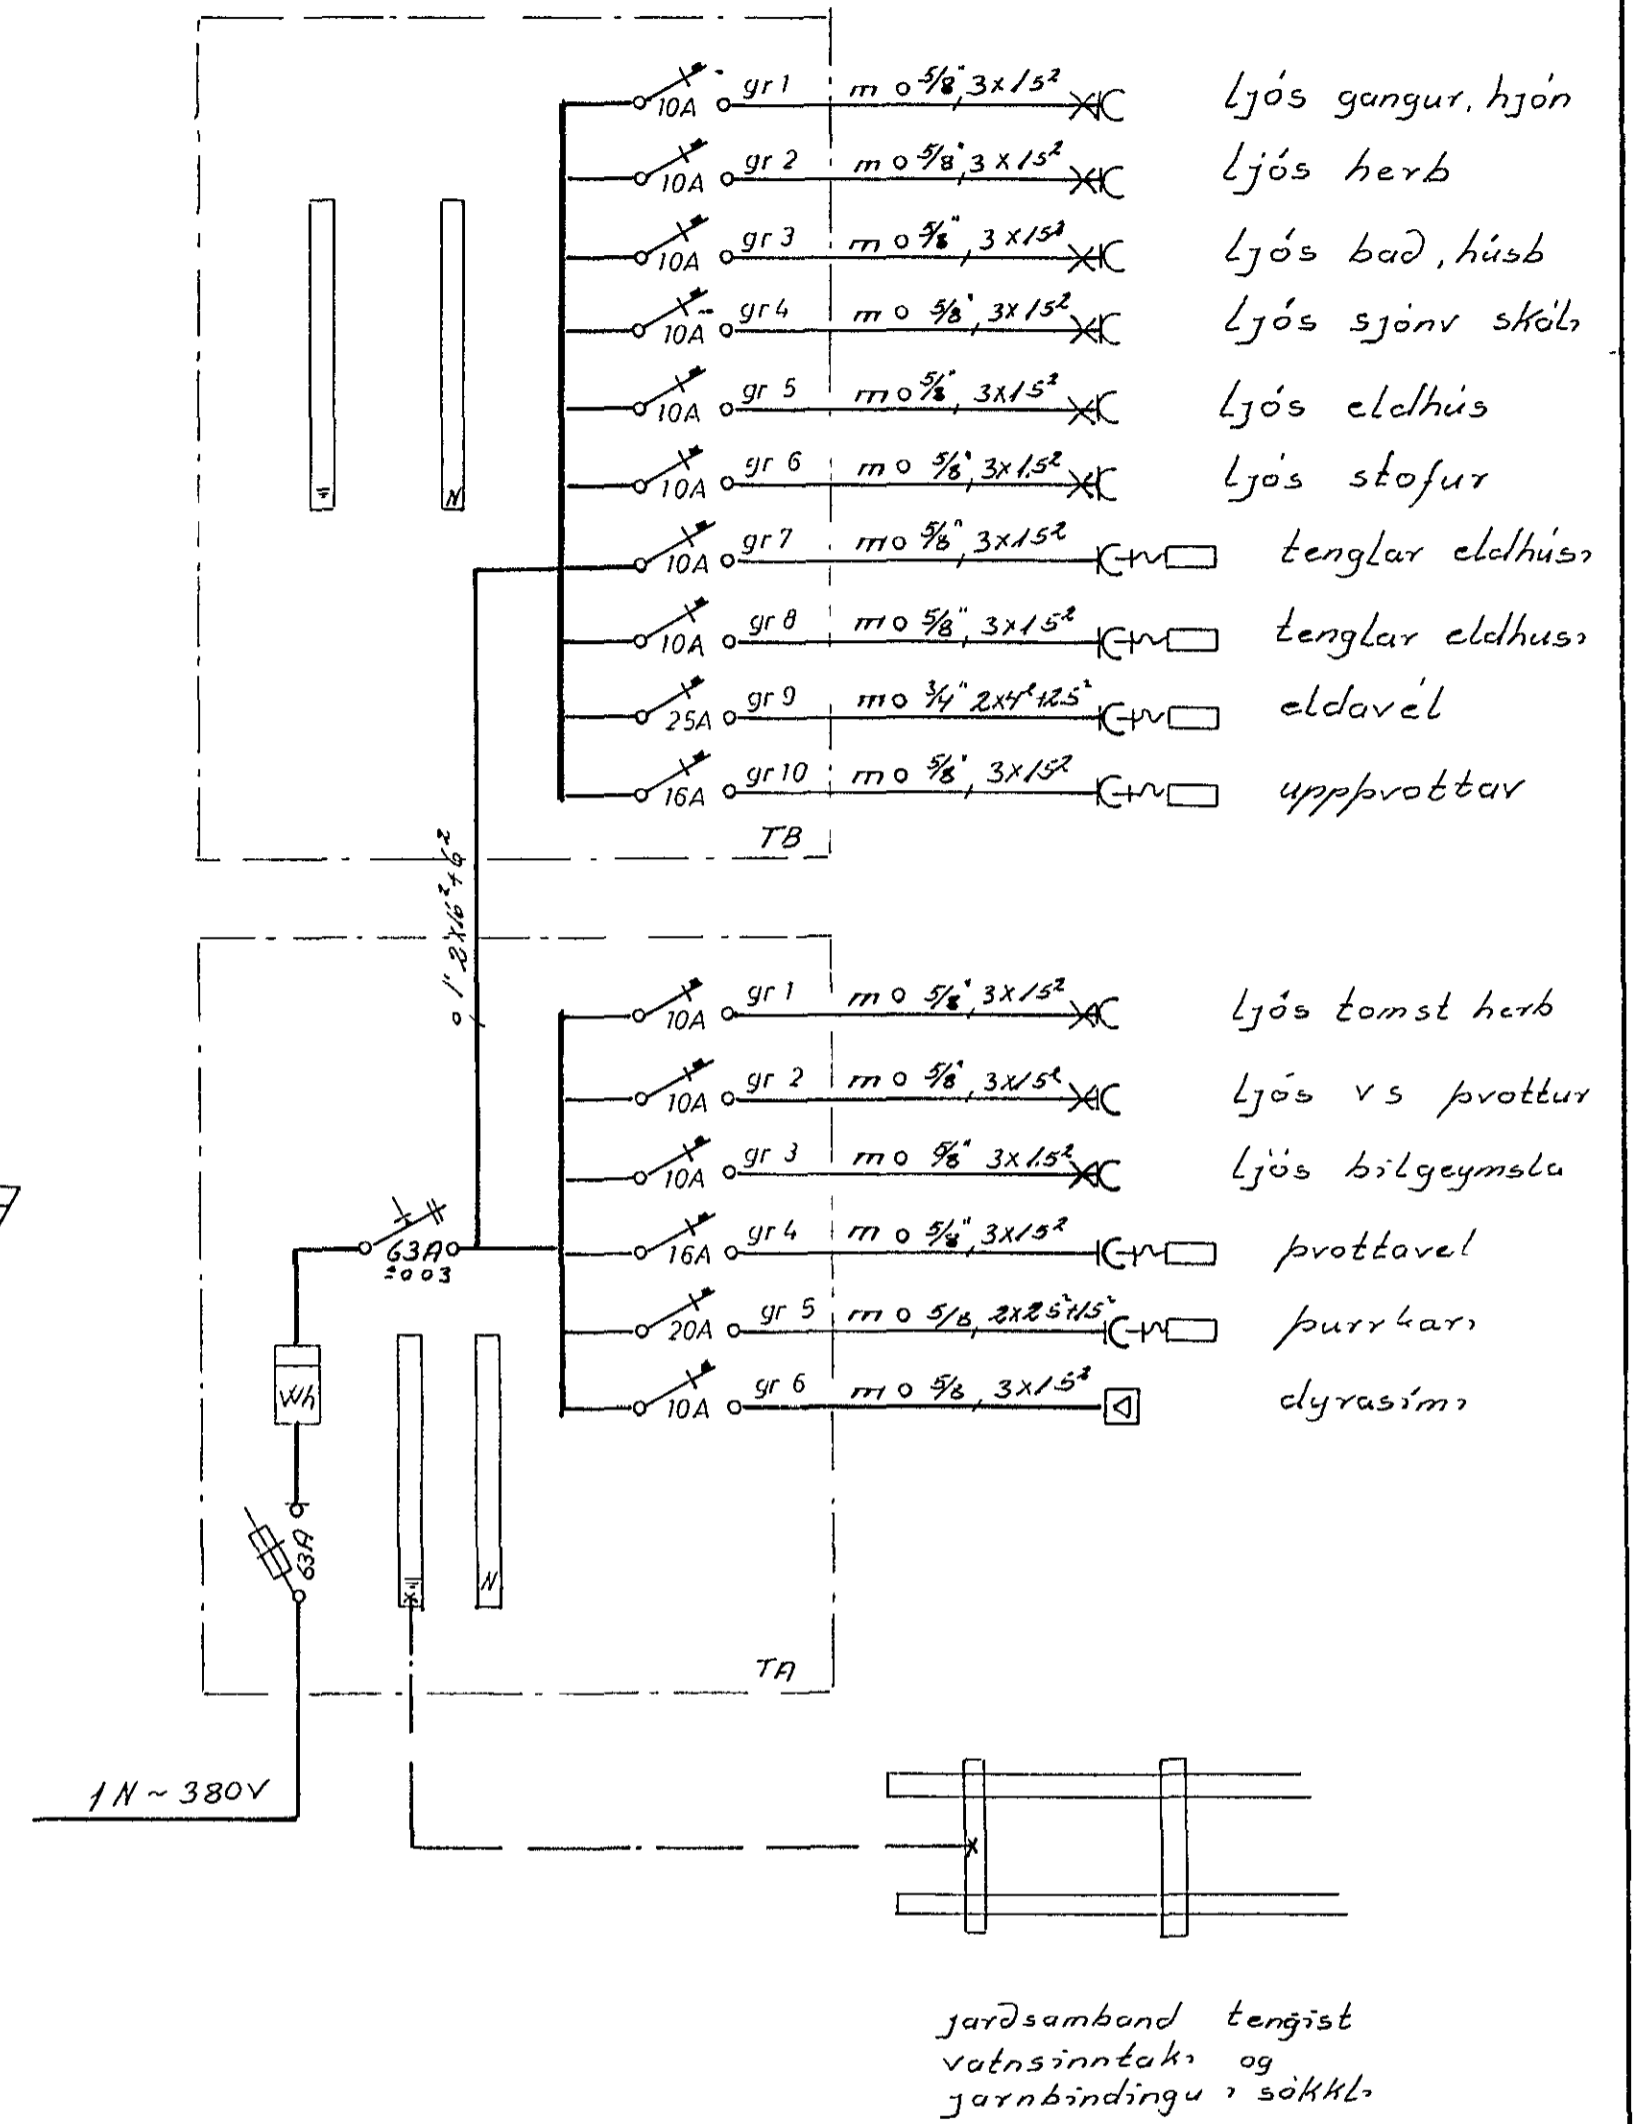 10A gr 1 m o 5/8" 3x1.5² ljós gangur, hjón
10A gr 2 m o 5/8" 3x1.5² ljós herb
10A gr 3 m o 5/8" 3x1.5² ljós bað, húsb
10A gr 4 m o 5/8" 3x1.5² ljós sjónv skáli
10A gr 5 m o 5/8" 3x1.5² ljós eldhús
10A gr 6 m o 5/8" 3x1.5² ljós stofur
10A gr 7 m o 5/8" 3x1.5² tenglar eldhúsi
10A gr 8 m o 5/8" 3x1.5² tenglar eldhusi
25A gr 9 m o 3/4" 2x4²+2.5² eldavél
16A gr 10 m o 5/8" 3x1.5² uppþvottav
N
TB
o 1" 2x16²+6²
10A gr 1 m o 5/8" 3x1.5² ljós tomst herb
10A gr 2 m o 5/8" 3x1.5² ljós vs þvottur
10A gr 3 m o 5/8" 3x1.5² ljós bílgeymsla
16A gr 4 m o 5/8" 3x1.5² þvottavel
20A gr 5 m o 5/8 2x2.5²+1.5² þurrkari
10A gr 6 m o 5/8 3x1.5² dyrasími
63A
Wh
63A
N
TA
1 N ~ 380V
jarðsamband tengist
vatnsinntaki og
jarnbindingu i sökkli